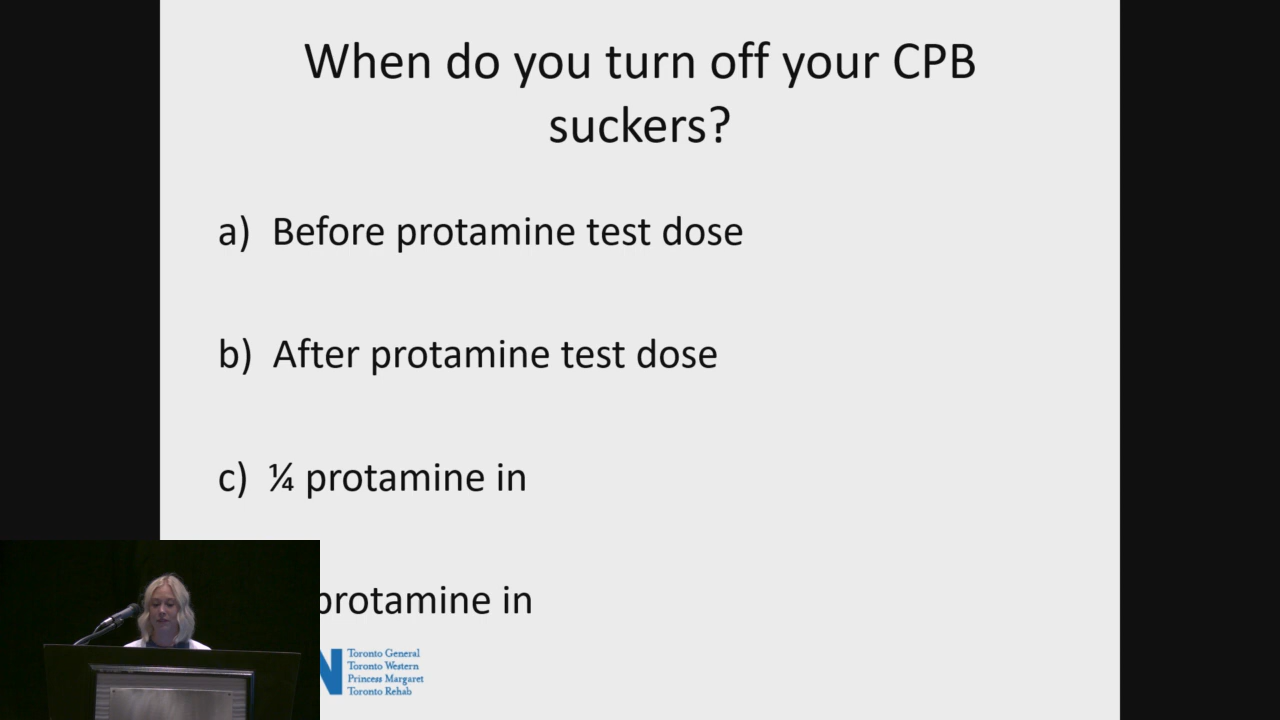 When do you turn off your CPB
suckers?
a) Before protamine test dose
b) After protamine test dose
c) ¼ protamine in
protamine in
N
Toronto General
Toronto Western
Princess Margaret
Toronto Rehab